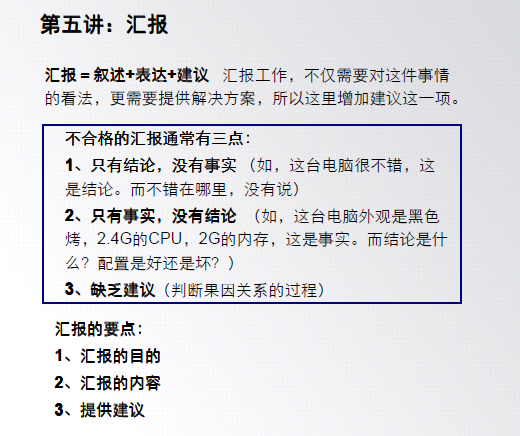 第五讲：汇报
汇报 = 叙述+表达+建议 汇报工作，不仅需要对这件事情
的看法，更需要提供解决方案，所以这里增加建议这一项。
不合格的汇报通常有三点：
1、只有结论，没有事实 （如，这台电脑很不错，这
是结论。而不错在哪里，没有说）
2、只有事实，没有结论 （如，这台电脑外观是黑色
烤，2.4G的CPU，2G的内存，这是事实。而结论是什
么？配置是好还是坏？）
3、缺乏建议（判断果因关系的过程）
汇报的要点：
1、汇报的目的
2、汇报的内容
3、提供建议